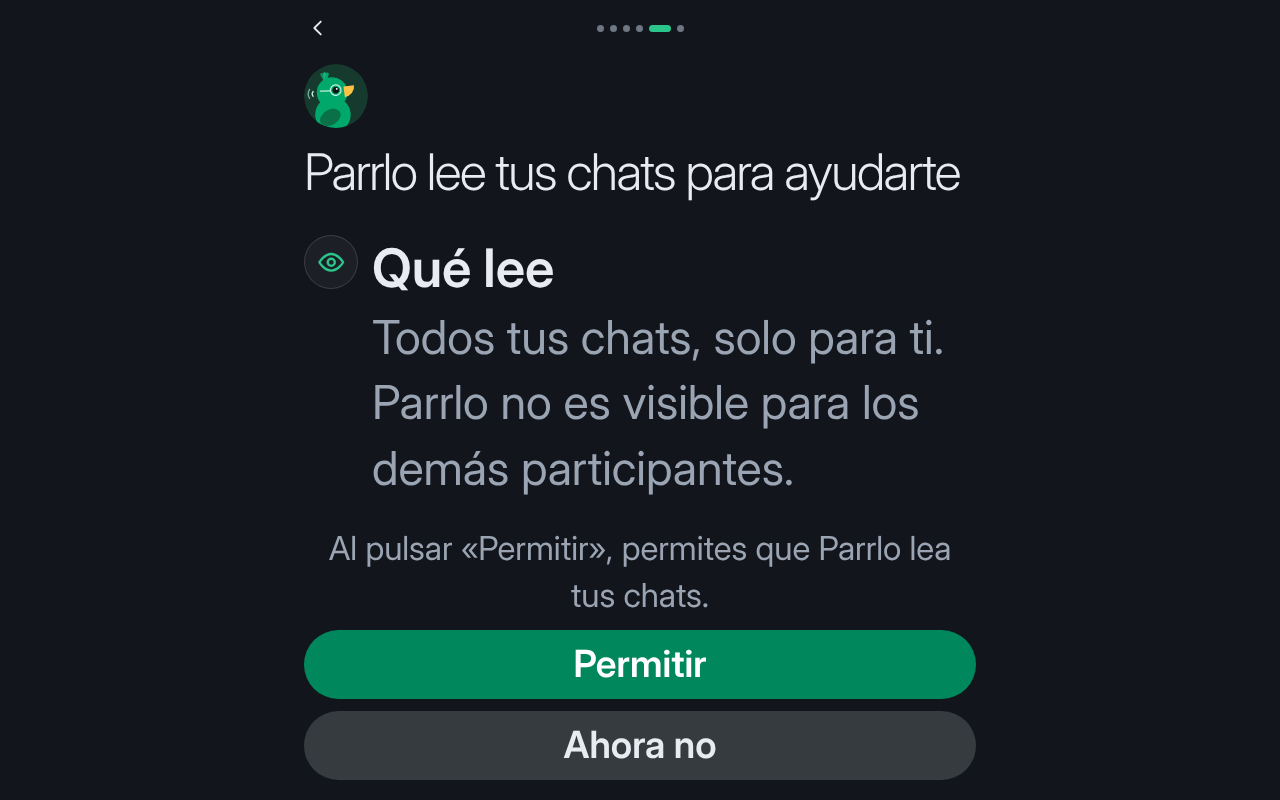 Parrlo lee tus chats para ayudarte
Qué lee
Todos tus chats, solo para ti.
Parrlo no es visible para los
demás participantes.
Al pulsar «Permitir», permites que Parrlo lea
tus chats.
Permitir
Ahora no